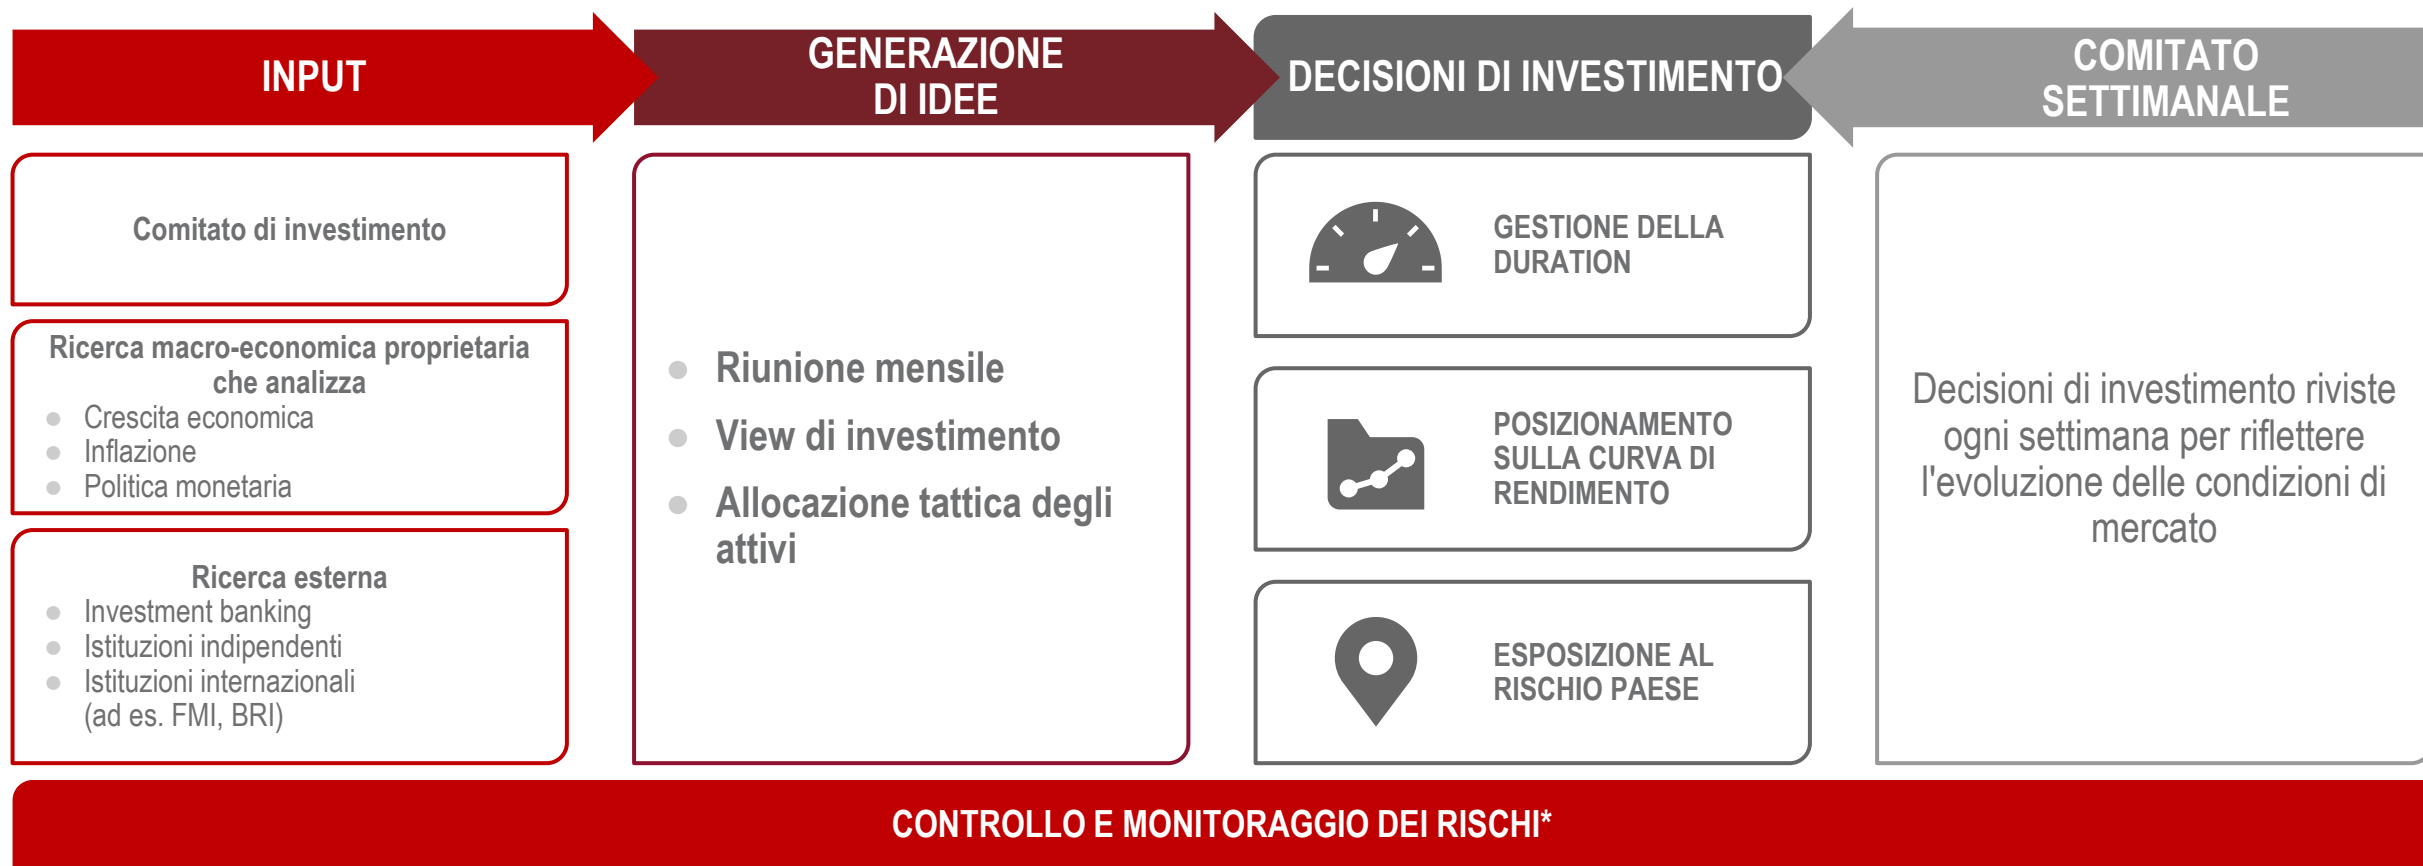 INPUT
GENERAZIONE
DI IDEE
DECISIONI DI INVESTIMENTO
COMITATO
SETTIMANALE
Comitato di investimento
Ricerca macro-economica proprietaria
che analizza
Crescita economica
Inflazione
Politica monetaria
Ricerca esterna
Investment banking
Istituzioni indipendenti
Istituzioni internazionali
(ad es. FMI, BRI)
Riunione mensile
View di investimento
Allocazione tattica degli
attivi
GESTIONE DELLA
DURATION
POSIZIONAMENTO
SULLA CURVA DI
RENDIMENTO
ESPOSIZIONE AL
RISCHIO PAESE
Decisioni di investimento riviste
ogni settimana per riflettere
l'evoluzione delle condizioni di
mercato
CONTROLLO E MONITORAGGIO DEI RISCHI*